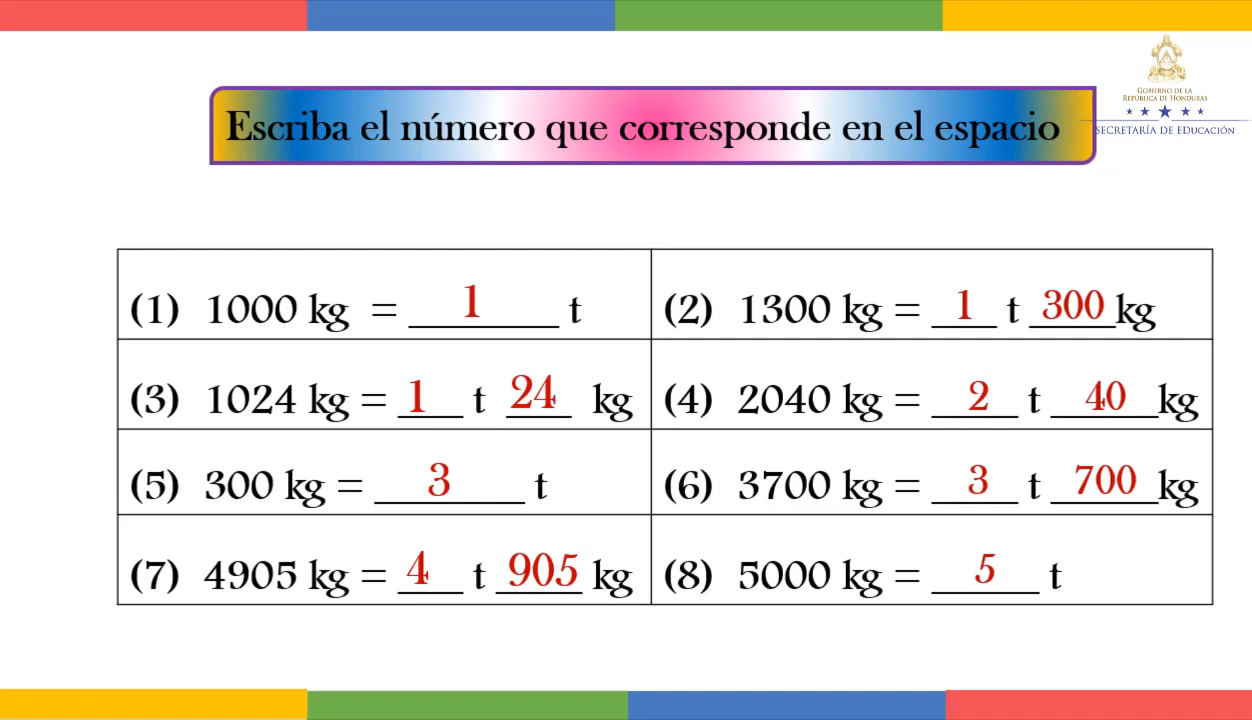 GOBIERNO DE LA
REPÚBLICA DE HONDURAS
SECRETARÍA DE EDUCACIÓN
Escriba el número que corresponde en el espacio
(1) 1000 kg = 1 t
(2) 1300 kg = 1 t 300 kg
(3) 1024 kg = 1 t 24 kg
(4) 2040 kg = 2 t 40 kg
(5) 300 kg = 3 t
(6) 3700 kg = 3 t 700 kg
(7) 4905 kg = 4 t 905 kg
(8) 5000 kg = 5 t